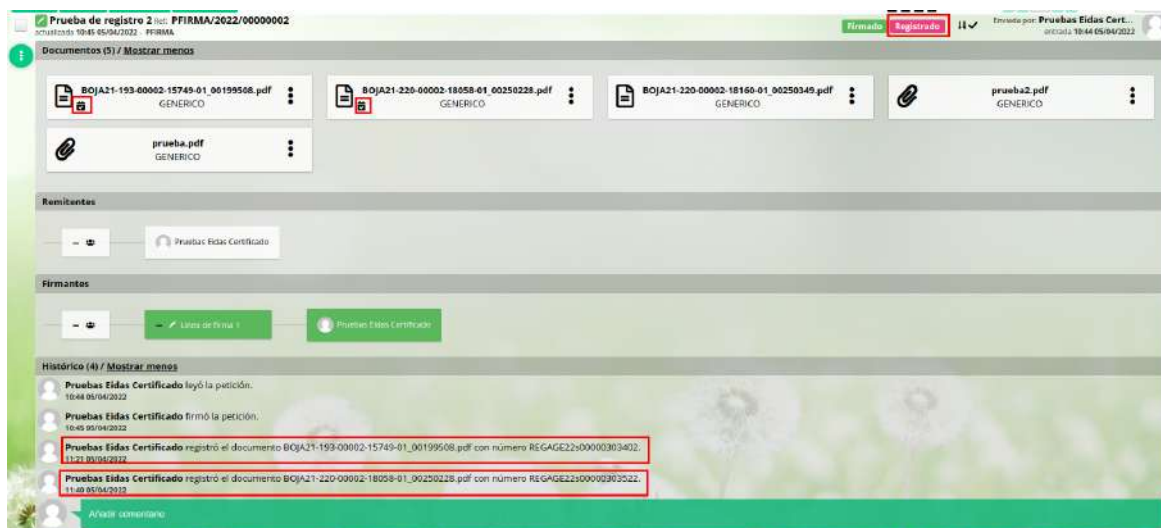 Prueba de registro 2 Ref: PFIRMA/2022/00000002
actualizada 10:45 05/04/2022 - PFIRMA
Firmado
Registrado
Enviada por: Pruebas Eidas Cert...
entrada 10:44 05/04/2022
Documentos (5) / Mostrar menos
BOJA21-193-00002-15749-01_00199508.pdf
GENERICO
BOJA21-220-00002-18058-01_00250228.pdf
GENERICO
BOJA21-220-00002-18160-01_00250349.pdf
GENERICO
prueba2.pdf
GENERICO
prueba.pdf
GENERICO
Remitentes
Pruebas Eidas Certificado
Firmantes
Línea de firma 1
Pruebas Eidas Certificado
Histórico (4) / Mostrar menos
Pruebas Eidas Certificado leyó la petición.
10:44 05/04/2022
Pruebas Eidas Certificado firmó la petición.
10:45 05/04/2022
Pruebas Eidas Certificado registró el documento BOJA21-193-00002-15749-01_00199508.pdf con número REGAGE22s00000303402.
11:21 05/04/2022
Pruebas Eidas Certificado registró el documento BOJA21-220-00002-18058-01_00250228.pdf con número REGAGE22s00000303522.
11:40 05/04/2022
Añadir comentario